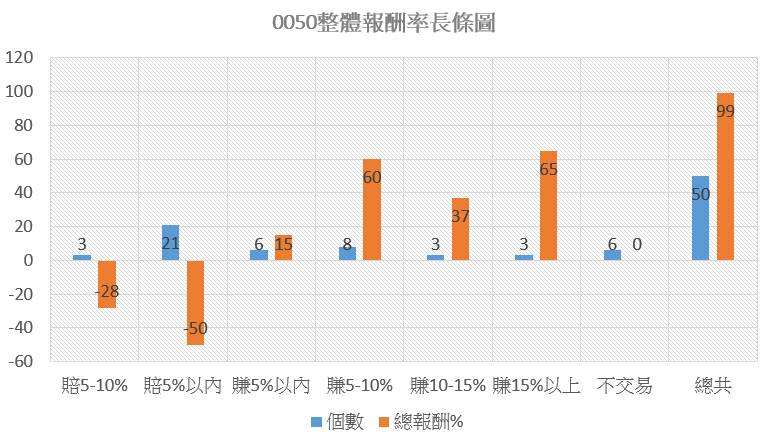 0050整體報酬率長條圖
120
100
80
60
40
20
0
-20
-40
-60
3
-28
21
-50
6
15
8
60
3
37
3
65
6
0
50
99
賠5-10%
賠5%以內
賺5%以內
賺5-10%
賺10-15%
賺15%以上
不交易
總共
個數
總報酬%